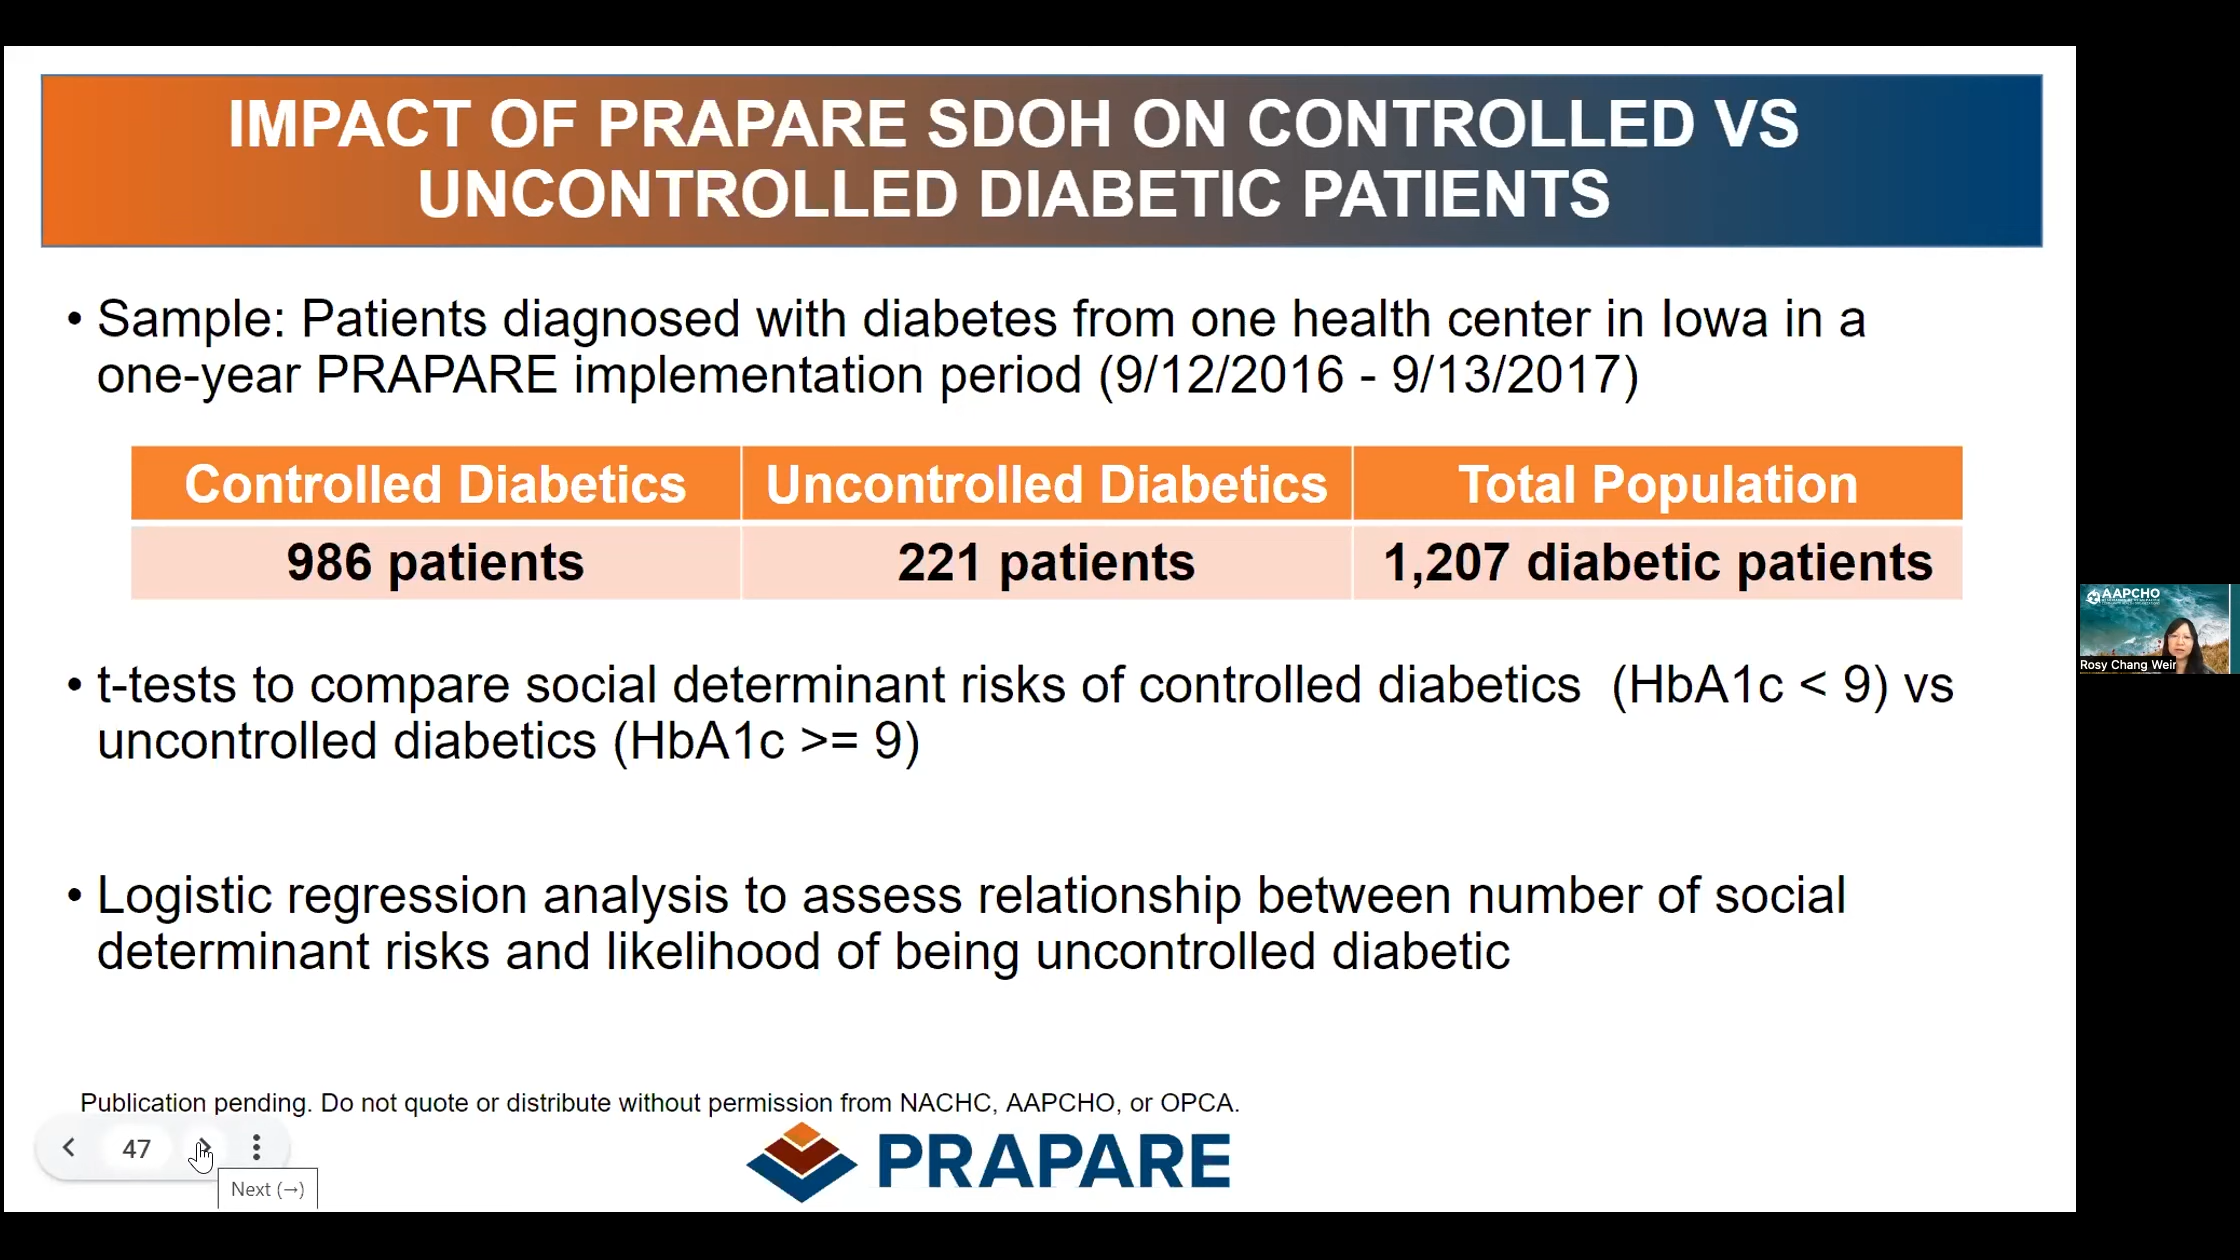 IMPACT OF PRAPARE SDOH ON CONTROLLED VS
UNCONTROLLED DIABETIC PATIENTS
• Sample: Patients diagnosed with diabetes from one health center in Iowa in a
one-year PRAPARE implementation period (9/12/2016 - 9/13/2017)
Controlled Diabetics Uncontrolled Diabetics Total Population
986 patients 221 patients 1,207 diabetic patients
• t-tests to compare social determinant risks of controlled diabetics (HbA1c < 9) vs
uncontrolled diabetics (HbA1c >= 9)
• Logistic regression analysis to assess relationship between number of social
determinant risks and likelihood of being uncontrolled diabetic
Publication pending. Do not quote or distribute without permission from NACHC, AAPCHO, or OPCA.
47
Next (→)
PRAPARE
AAPCHO
Rosy Chang Weir